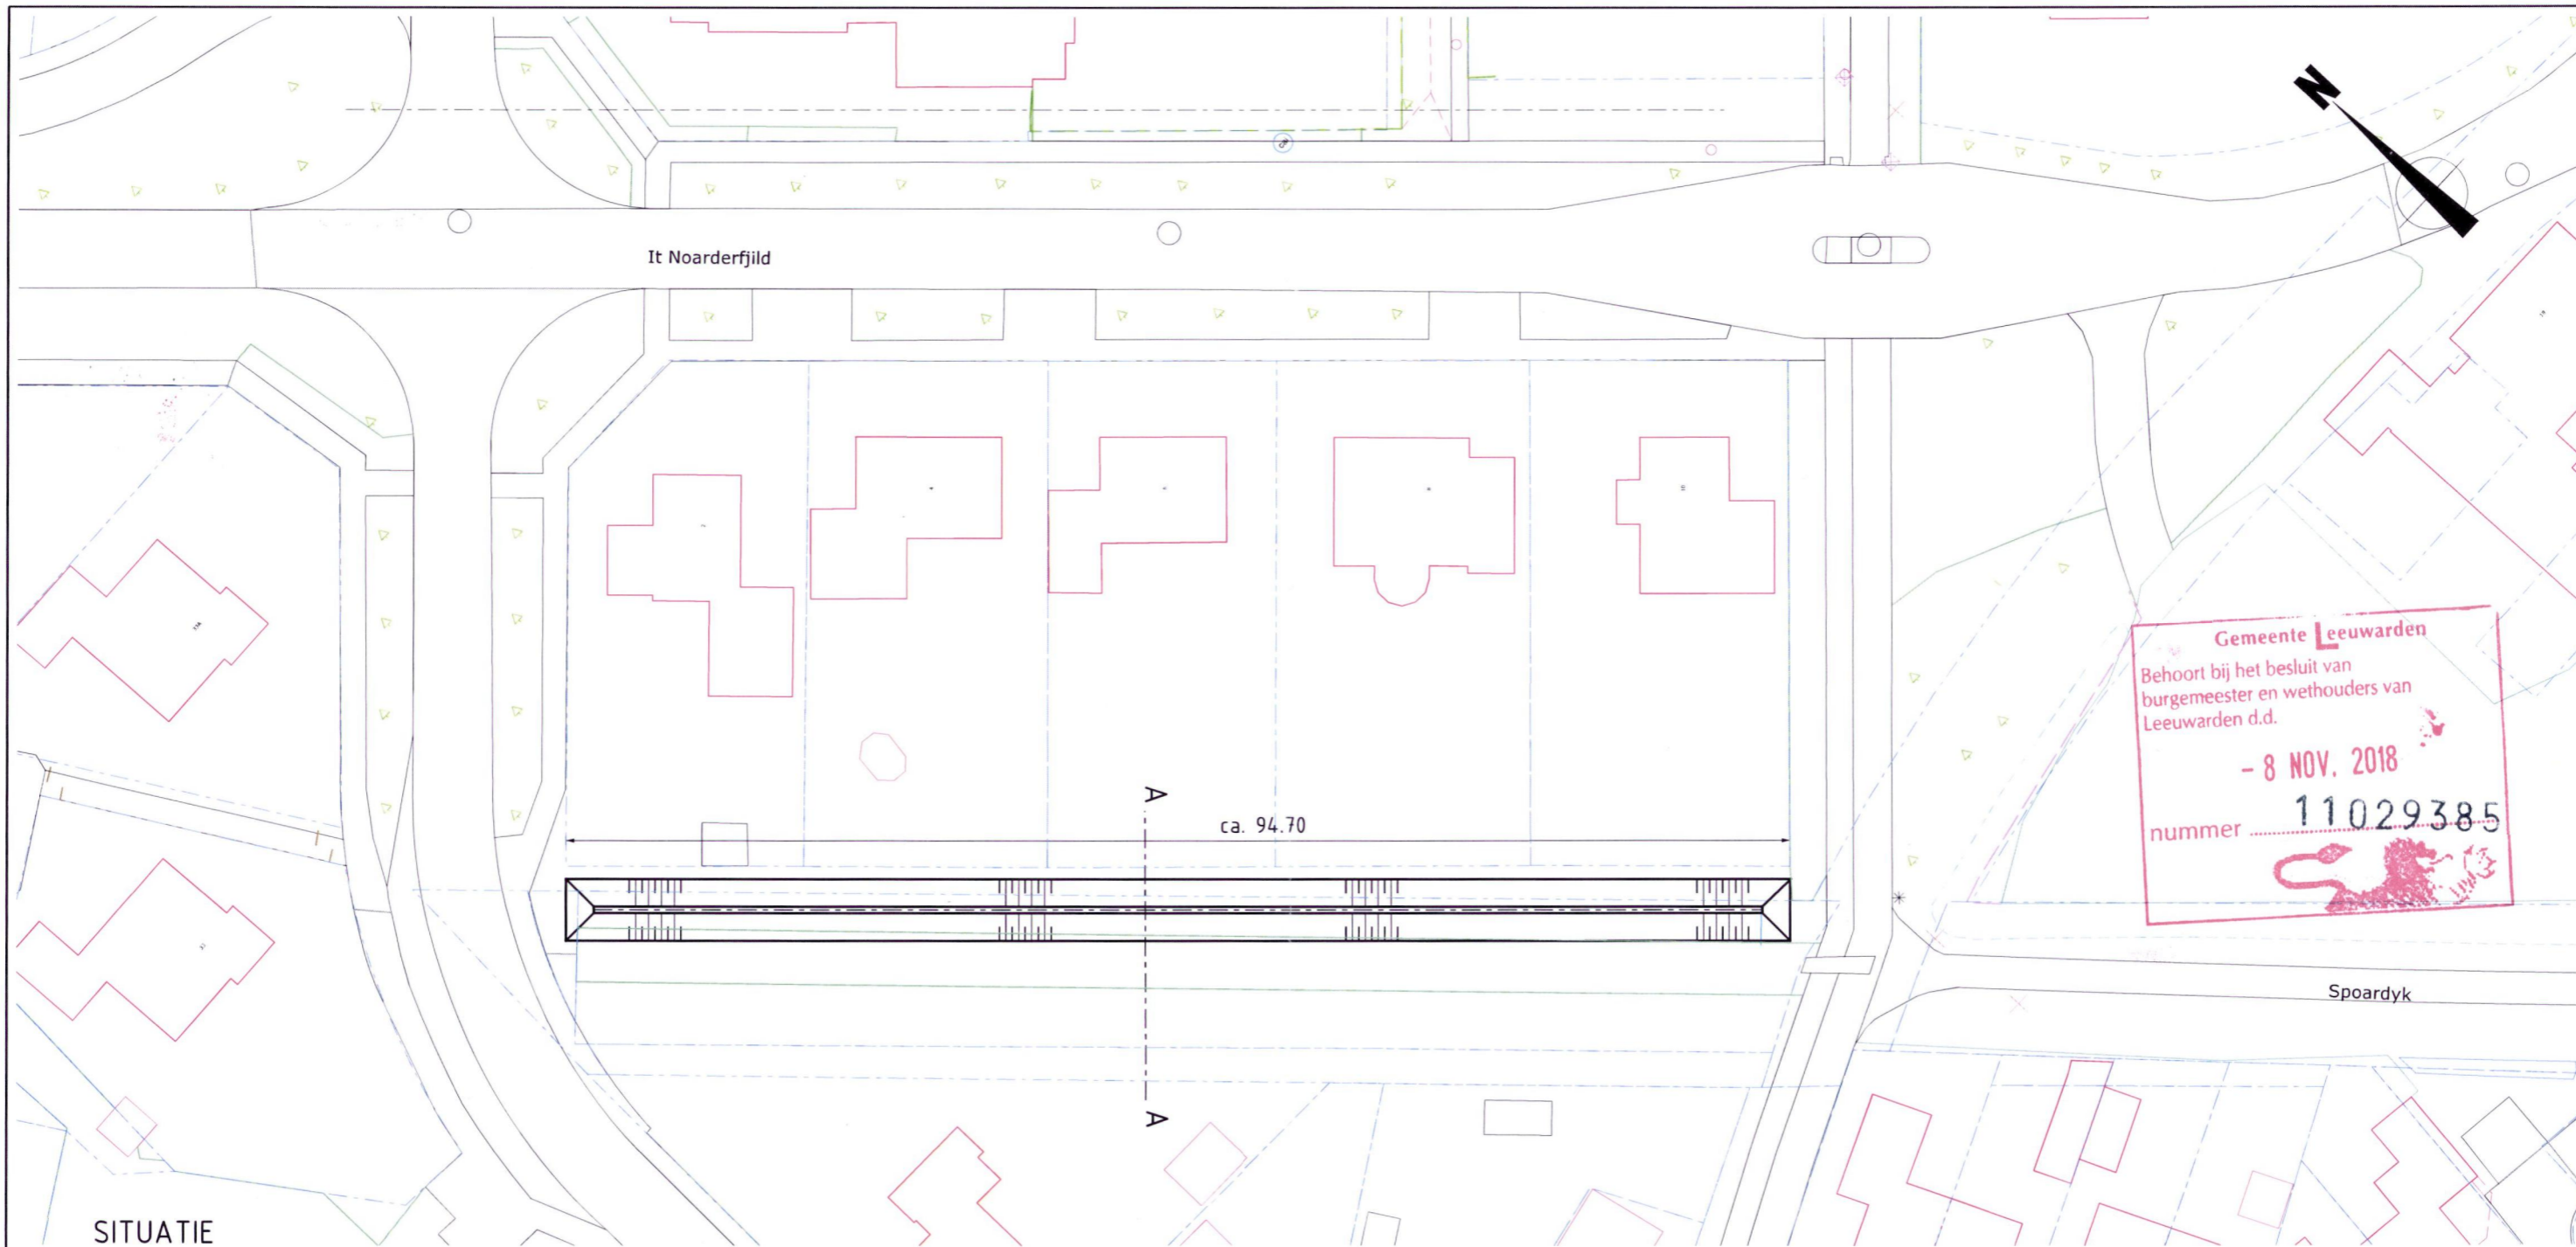 N
It Noarderfjild
Gemeente Leeuwarden
Behoort bij het besluit van
burgemeester en wethouders van
Leeuwarden d.d.
- 8 NOV. 2018
nummer 11029385
A
ca. 94.70
Spoardyk
A
SITUATIE